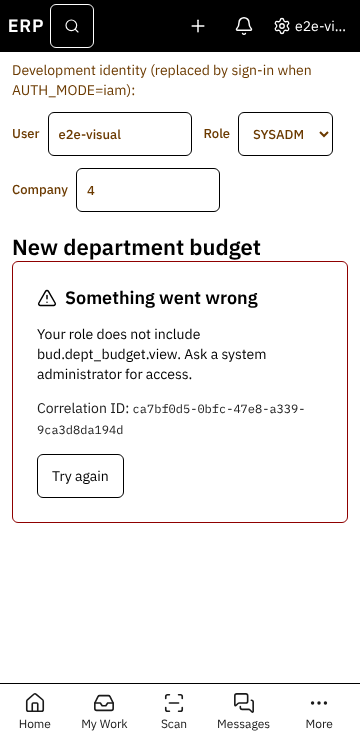 ERP
e2e-vi...
Development identity (replaced by sign-in when
AUTH_MODE=iam):
User e2e-visual Role SYSADM
Company 4
New department budget
Something went wrong
Your role does not include
bud.dept_budget.view. Ask a system
administrator for access.
Correlation ID: ca7bf0d5-0bfc-47e8-a339-
9ca3d8da194d
Try again
Home My Work Scan Messages More